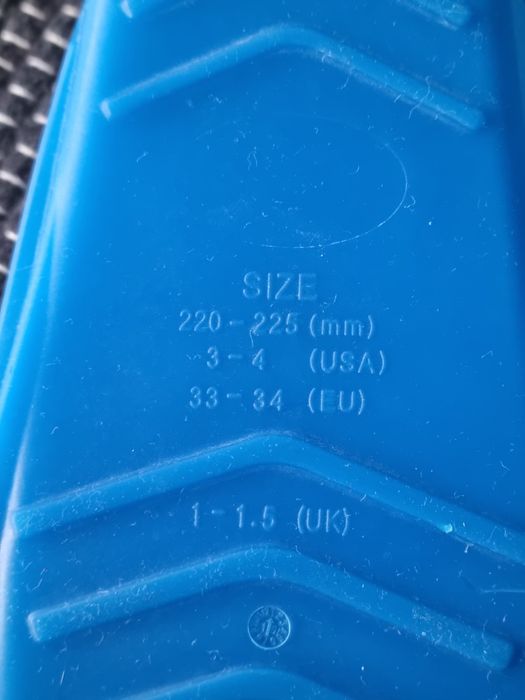 SIZE
220-225 (mm)
3-4 (USA)
33-34 (EU)
1-1.5 (UK)